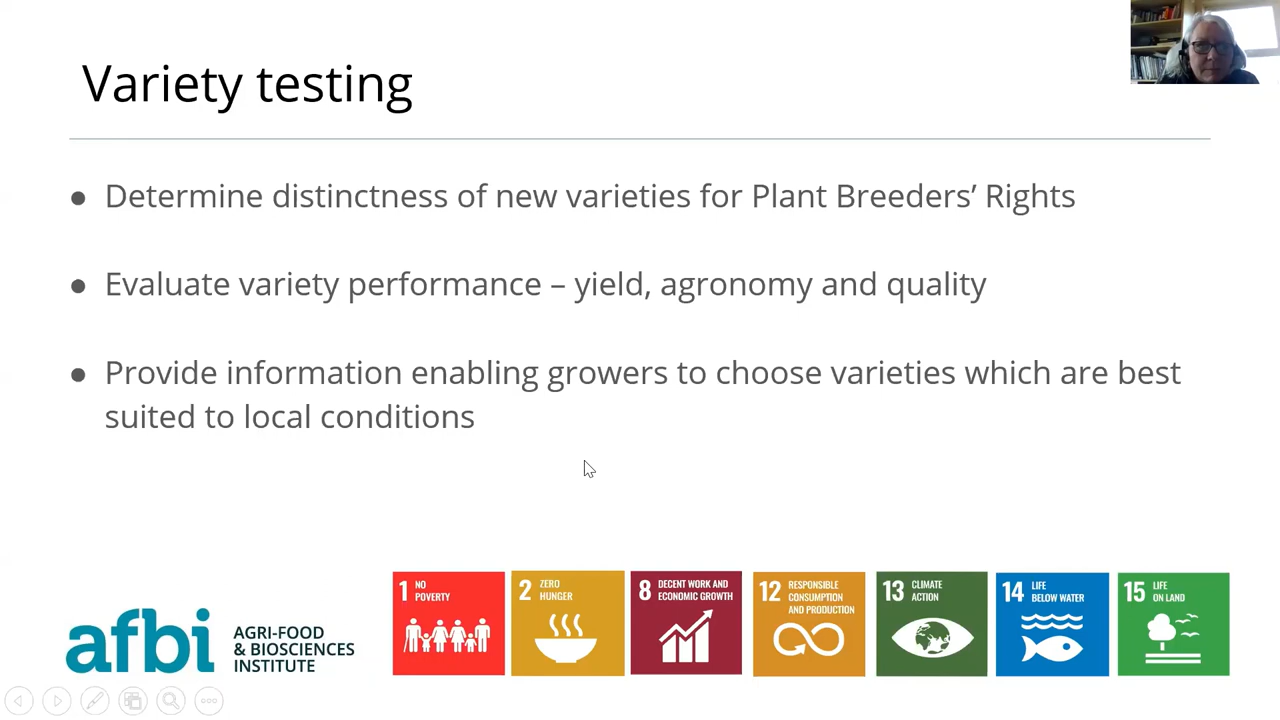 Variety testing
● Determine distinctness of new varieties for Plant Breeders’ Rights
● Evaluate variety performance – yield, agronomy and quality
● Provide information enabling growers to choose varieties which are best
suited to local conditions
afbi
AGRI-FOOD
& BIOSCIENCES
INSTITUTE
1 NO
POVERTY
2 ZERO
HUNGER
8 DECENT WORK AND
ECONOMIC GROWTH
12 RESPONSIBLE
CONSUMPTION
AND PRODUCTION
13 CLIMATE
ACTION
14 LIFE
BELOW WATER
15 LIFE
ON LAND